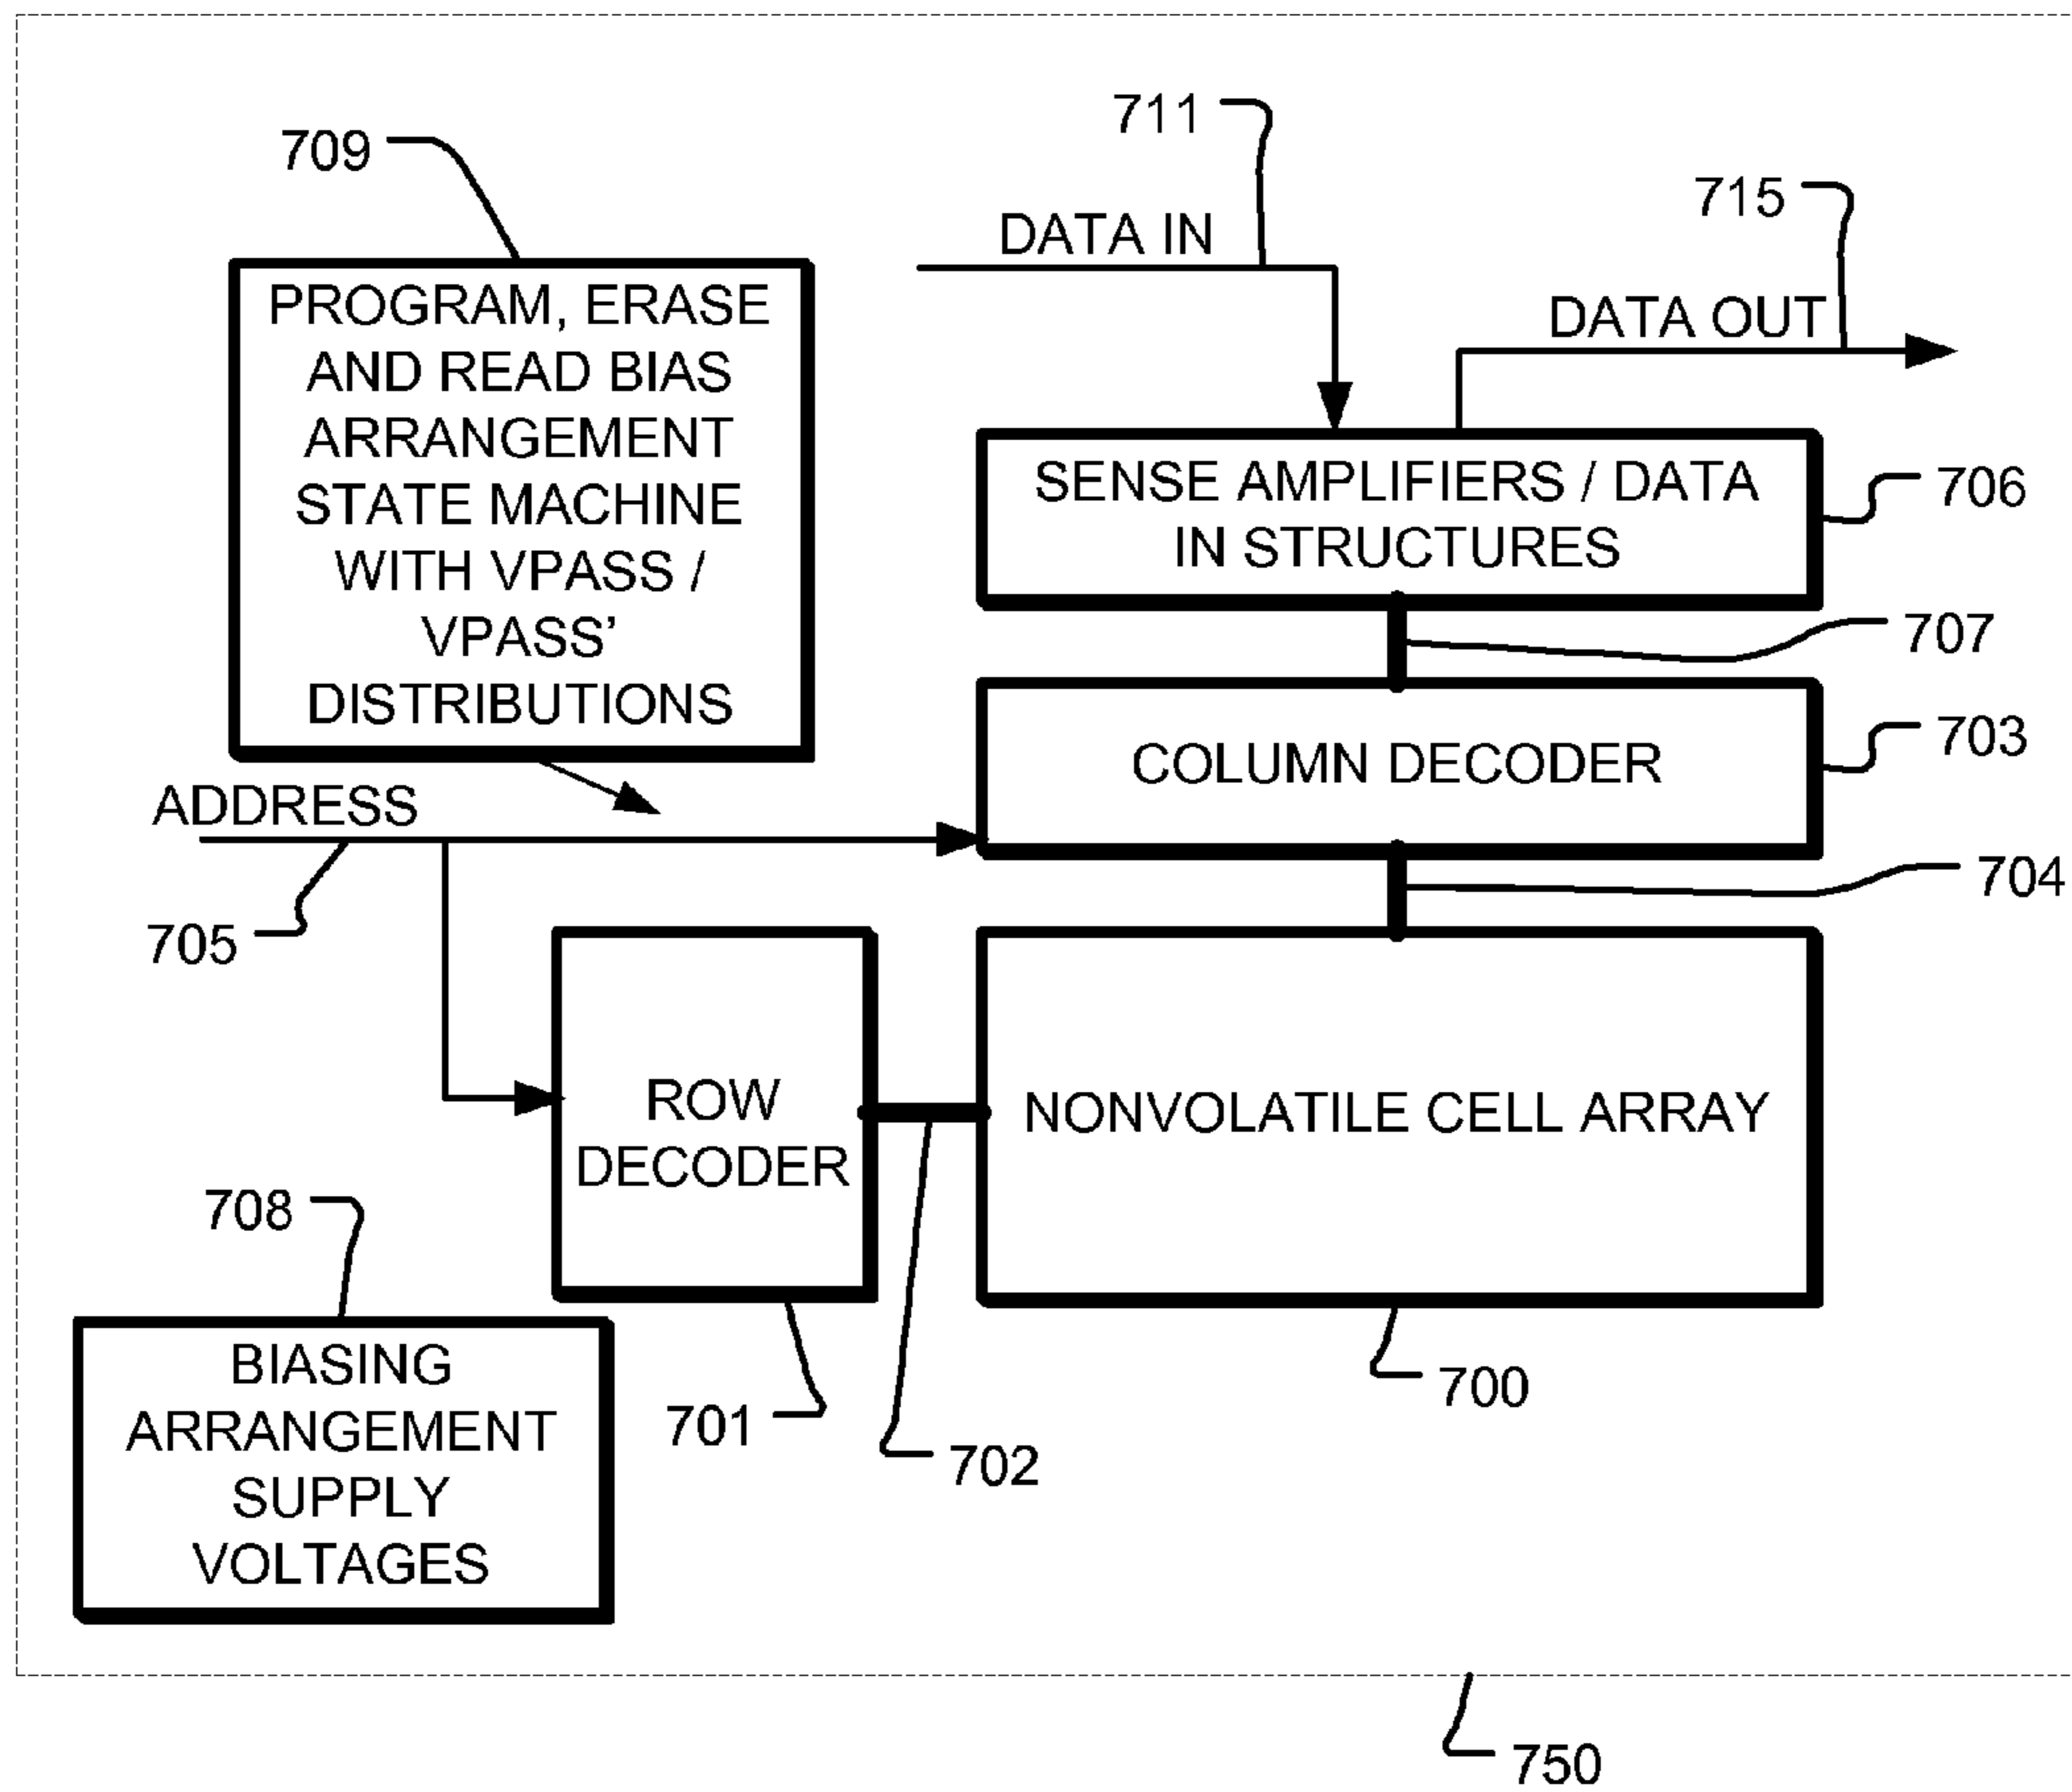 711
709
715
DATA IN
PROGRAM, ERASE
AND READ BIAS
ARRANGEMENT
STATE MACHINE
WITH VPASS /
VPASS’
DISTRIBUTIONS
DATA OUT
SENSE AMPLIFIERS / DATA
IN STRUCTURES
706
707
COLUMN DECODER
703
ADDRESS
704
705
ROW
DECODER
NONVOLATILE CELL ARRAY
708
BIASING
ARRANGEMENT
SUPPLY
VOLTAGES
701
702
700
750